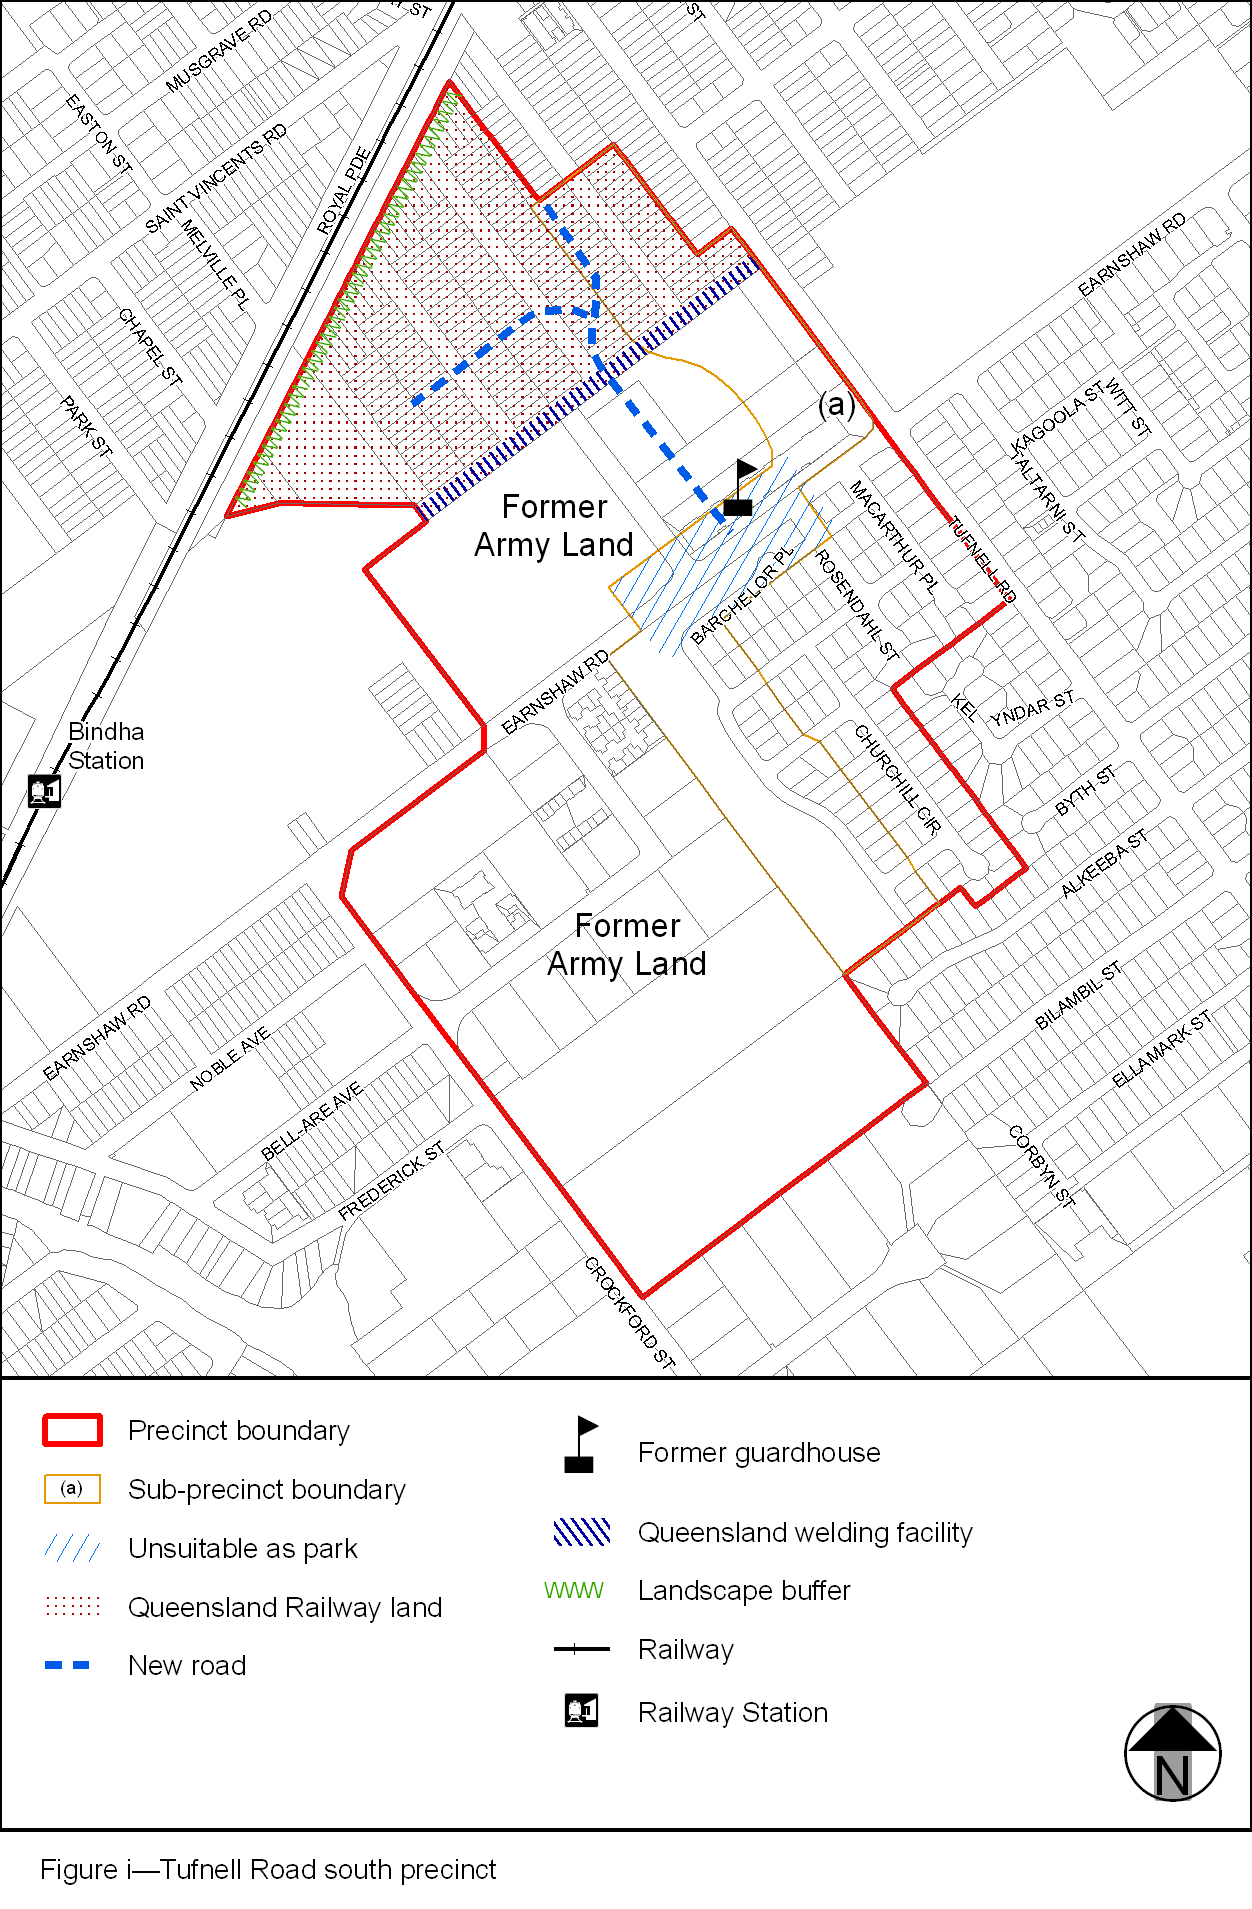 ST
ST
MUSGRAVE RD
EASTON ST
SAINT VINCENTS RD
ROYAL PDE
MELVILLE PL
EARNSHAW RD
CHAPEL ST
PARK ST
KAGOOLA ST
WITT ST
(a)
TALTARNI ST
MACARTHUR PL
TUFNELL RD
Former
Army Land
BARCHELOR PL
ROSENDAHL ST
EARNSHAW RD
KEL
YNDAR ST
Bindha
Station
CHURCHILL CIR
BYTH ST
ALKEEBA ST
Former
Army Land
EARNSHAW RD
NOBLE AVE
BILAMBIL ST
ELLAMARK ST
BELL-ARE AVE
FREDERICK ST
CORBYN ST
CROCKFORD ST
Precinct boundary
(a) Sub-precinct boundary
Unsuitable as park
Queensland Railway land
New road
Former guardhouse
Queensland welding facility
Landscape buffer
Railway
Railway Station
N
Figure i—Tufnell Road south precinct